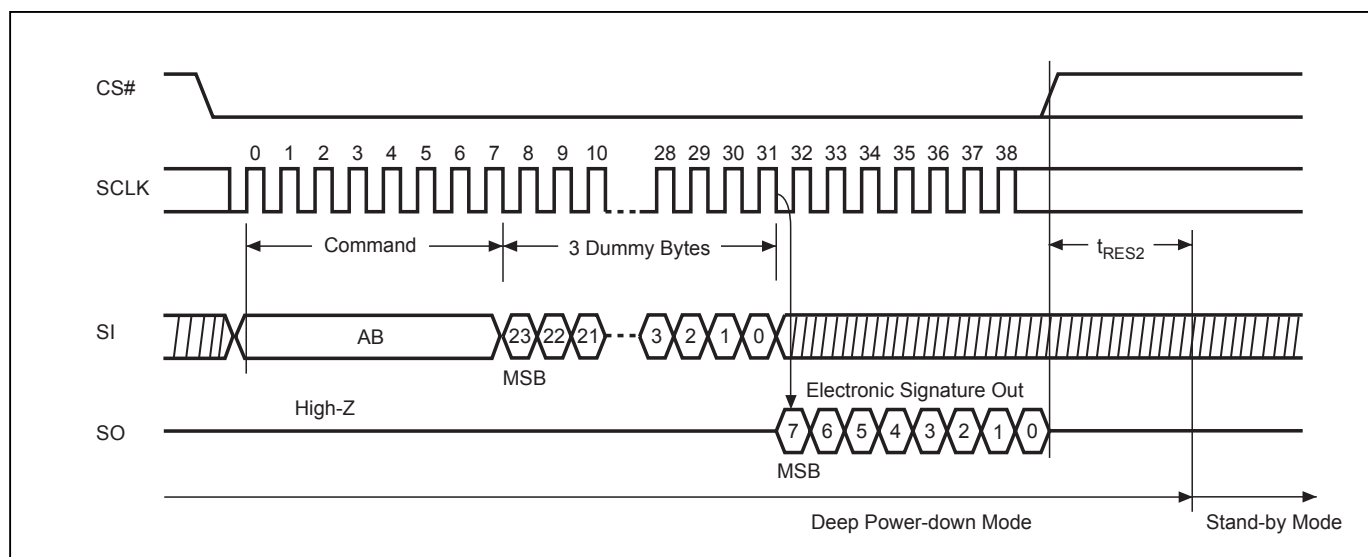 CS#
0 1 2 3 4 5 6 7 8 9 10 28 29 30 31 32 33 34 35 36 37 38
SCLK
Command 3 Dummy Bytes tRES2
SI
AB 23 22 21 3 2 1 0
MSB
Electronic Signature Out
High-Z
SO
7 6 5 4 3 2 1 0
MSB
Deep Power-down Mode Stand-by Mode